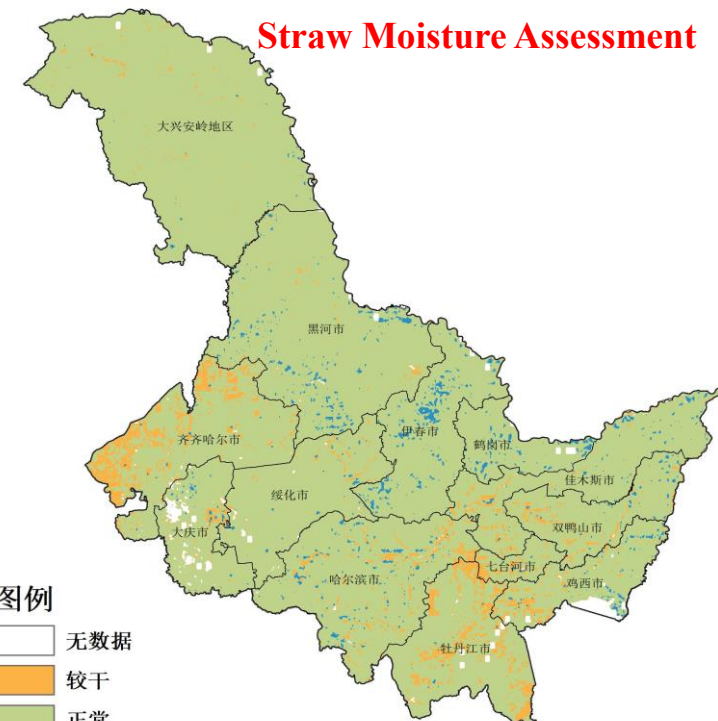 Straw Moisture Assessment
大兴安岭地区
黑河市
伊春市
鹤岗市
齐齐哈尔市
佳木斯市
绥化市
双鸭山市
大庆市
七台河市
哈尔滨市
鸡西市
牡丹江市
图例
无数据
较干